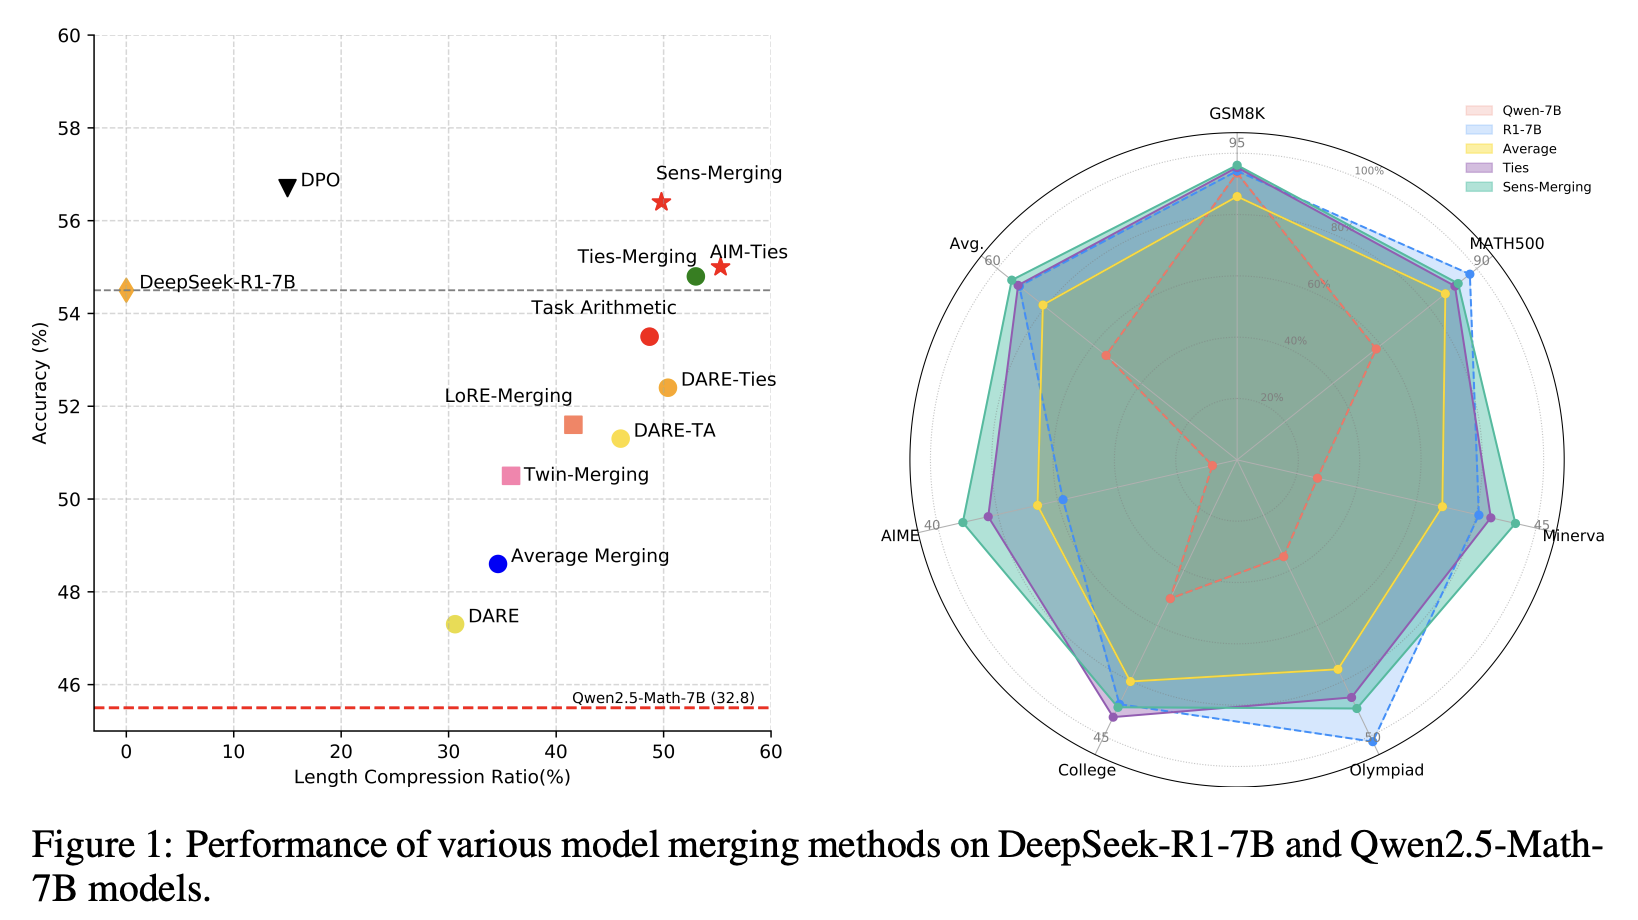 60
58
56
54
52
50
48
46
Accuracy (%)
0
10
20
30
40
50
60
Length Compression Ratio(%)
DPO
Sens-Merging
Ties-Merging
AIM-Ties
DeepSeek-R1-7B
Task Arithmetic
DARE-Ties
LoRE-Merging
DARE-TA
Twin-Merging
Average Merging
DARE
Qwen2.5-Math-7B (32.8)
GSM8K
95
100%
80%
60%
40%
20%
MATH500
90
Avg.
60
AIME
40
45
Minerva
45
College
50
Olympiad
Qwen-7B
R1-7B
Average
Ties
Sens-Merging
Figure 1: Performance of various model merging methods on DeepSeek-R1-7B and Qwen2.5-Math-
7B models.